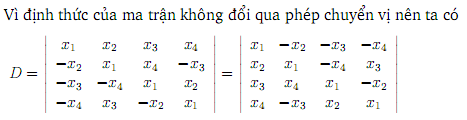 Vì định thức của ma trận không đổi qua phép chuyển vị nên ta có
D = | x₁ x₂ x₃ x₄ | = | x₁ −x₂ −x₃ −x₄ |
| −x₂ x₁ x₄ −x₃ | | x₂ x₁ −x₄ x₃ |
| −x₃ −x₄ x₁ x₂ | | x₃ x₄ x₁ −x₂ |
| −x₄ x₃ −x₂ x₁ | | x₄ −x₃ x₂ x₁ |